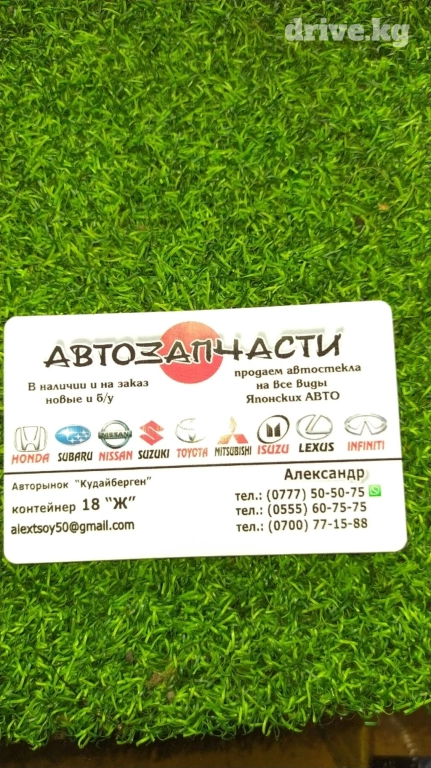 drive.kg
АВТОЗАПЧАСТИ
В наличии и на заказ
новые и б/у
продаем автостекла
на все виды
Японских АВТО
HONDA SUBARU NISSAN SUZUKI TOYOTA MITSUBISHI ISUZU LEXUS INFINITI
Авторынок "Кудайберген"
контейнер 18 "Ж"
alextsoy50@gmail.com
Александр
тел.: (0777) 50-50-75
тел.: (0555) 60-75-75
тел.: (0700) 77-15-88